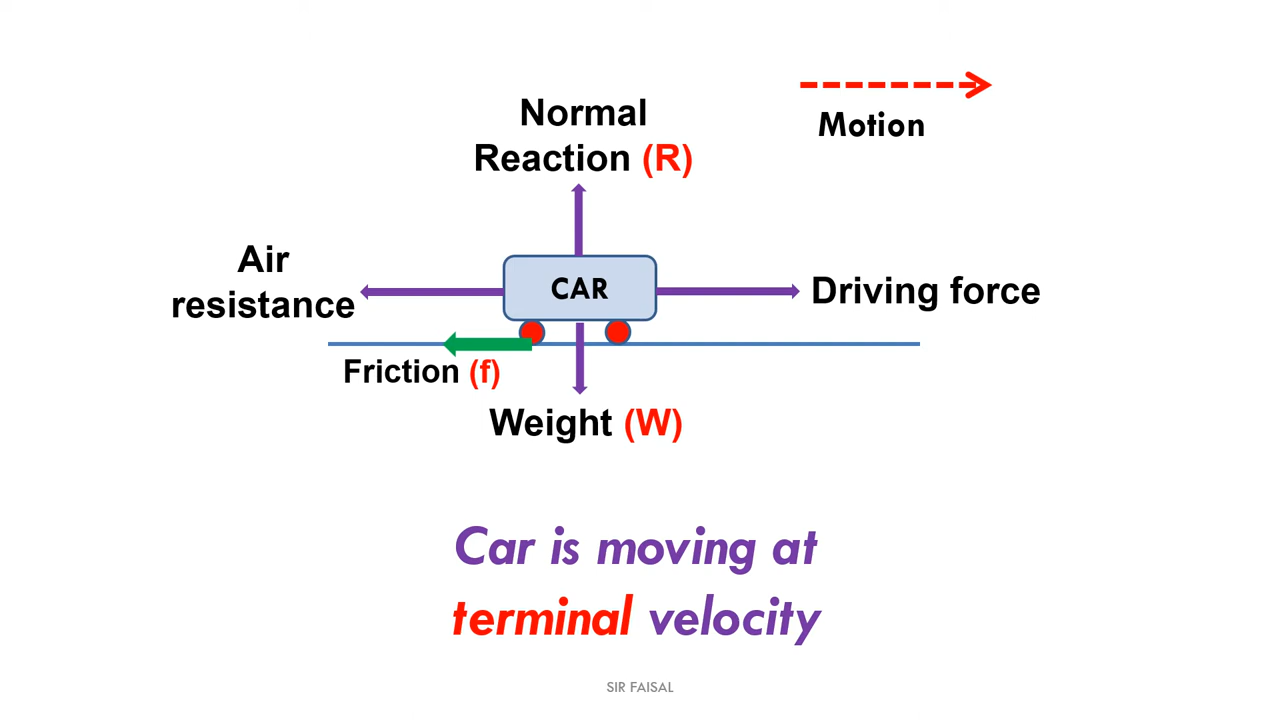 Motion
Normal
Reaction (R)
Air
resistance
CAR
Driving force
Friction (f)
Weight (W)
Car is moving at
terminal velocity
SIR FAISAL